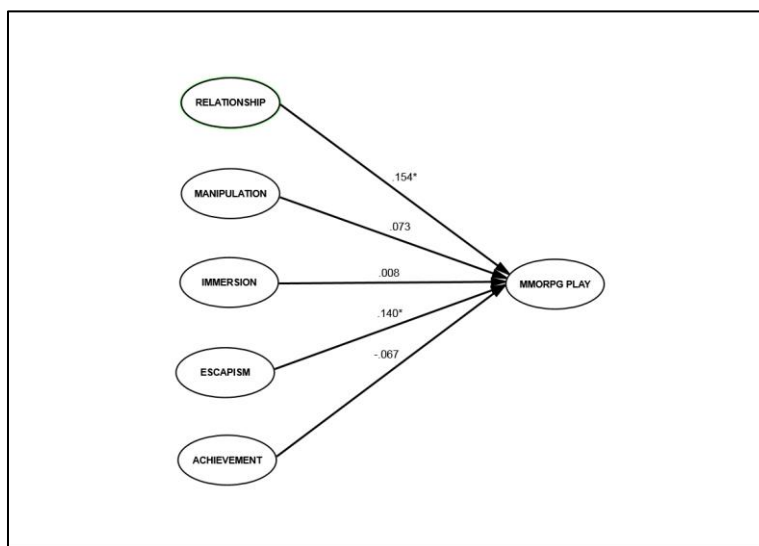 RELATIONSHIP
.154*
MANIPULATION
.073
IMMERSION
.008
MMORPG PLAY
.140*
ESCAPISM
-.067
ACHIEVEMENT